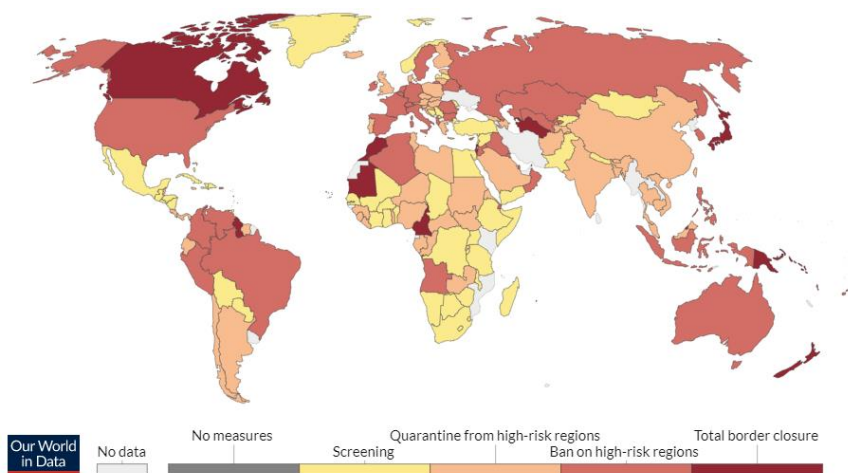 Our World
in Data
No data
No measures
Screening
Quarantine from high-risk regions
Ban on high-risk regions
Total border closure